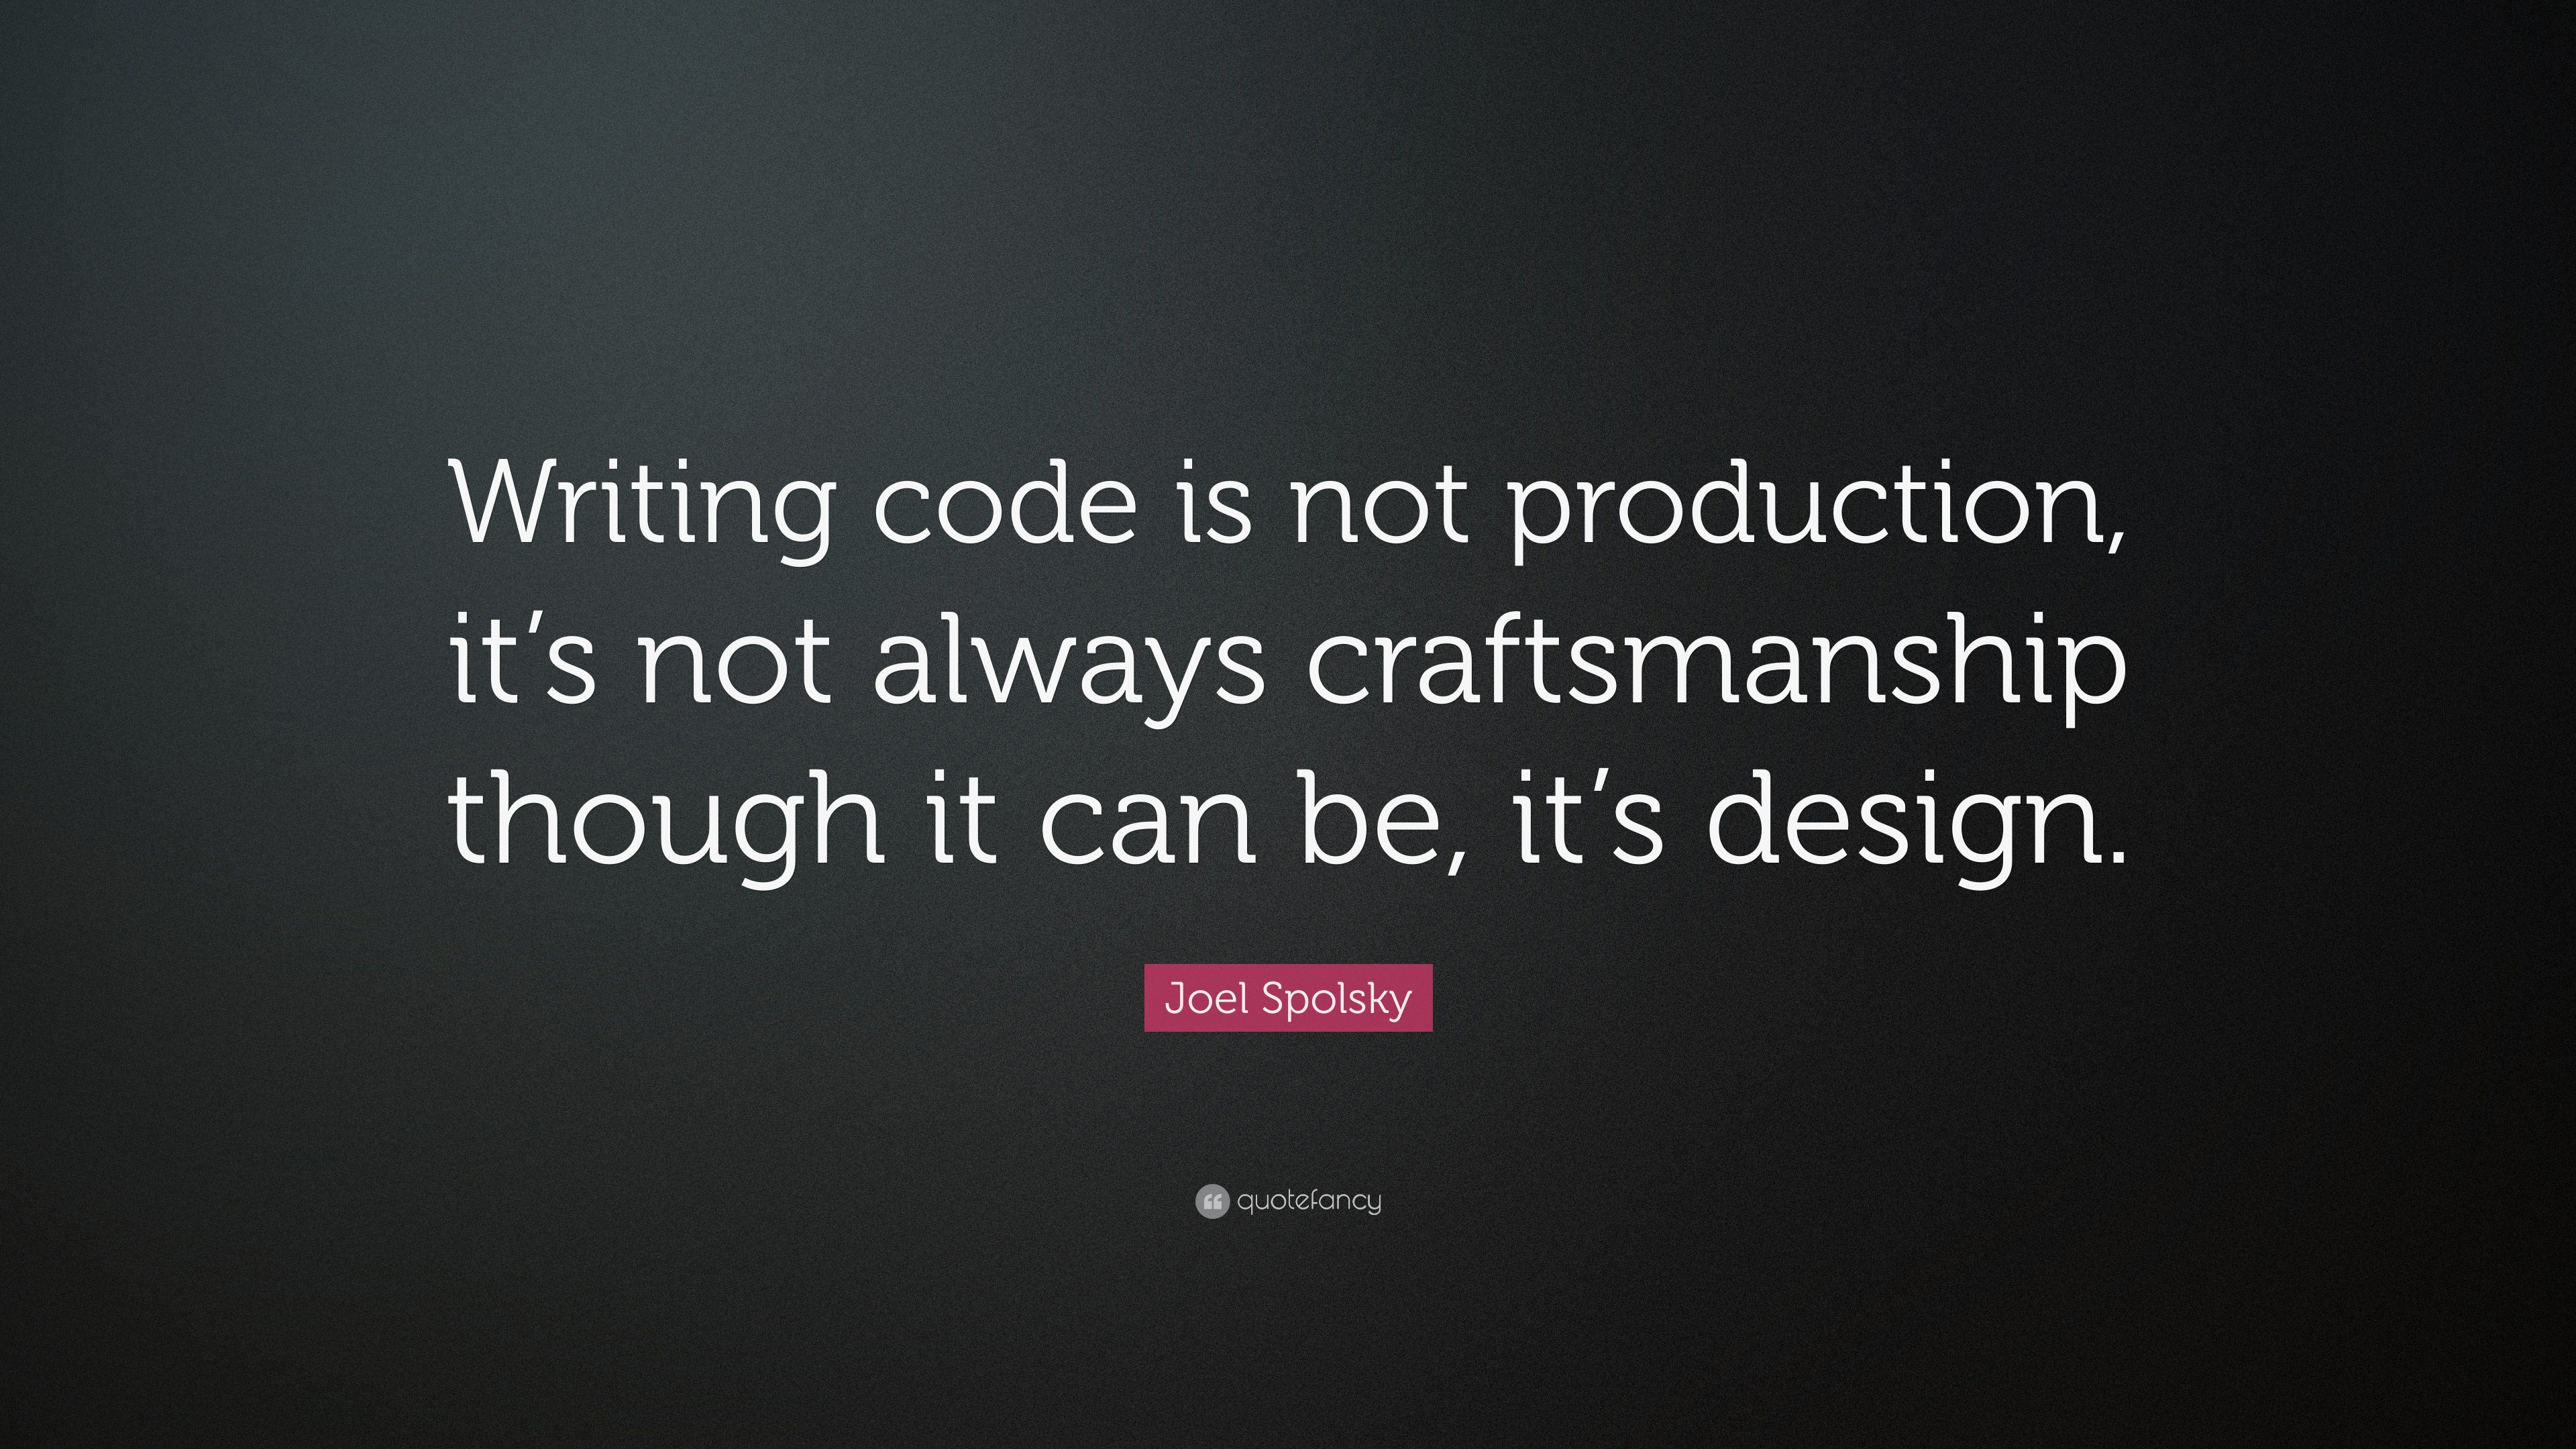 Writing code is not production,
it’s not always craftsmanship
though it can be, it’s design.
Joel Spolsky
quotefancy